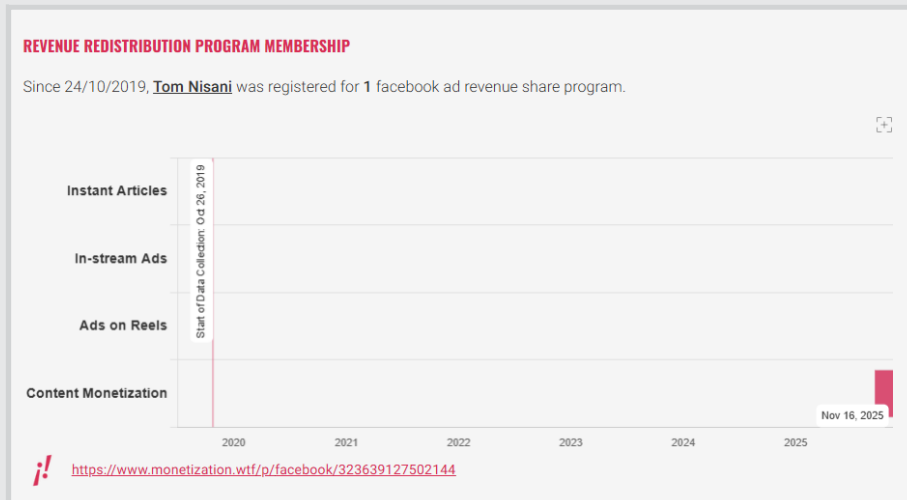 REVENUE REDISTRIBUTION PROGRAM MEMBERSHIP
Since 24/10/2019, Tom Nisani was registered for 1 facebook ad revenue share program.
Start of Data Collection: Oct 26, 2019
Instant Articles
In-stream Ads
Ads on Reels
Content Monetization
Nov 16, 2025
2020 2021 2022 2023 2024 2025
¡! https://www.monetization.wtf/p/facebook/323639127502144